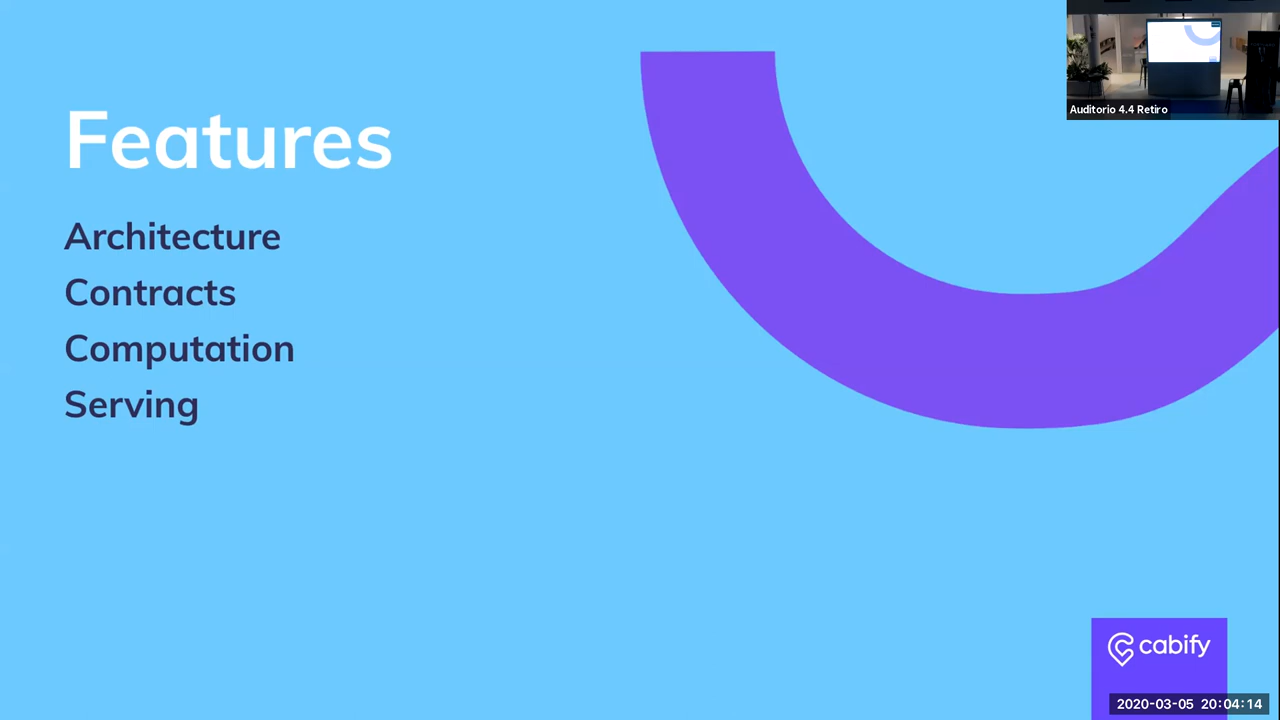 Features
Architecture
Contracts
Computation
Serving
Auditorio 4.4 Retiro
cabify
2020-03-05 20:04:14